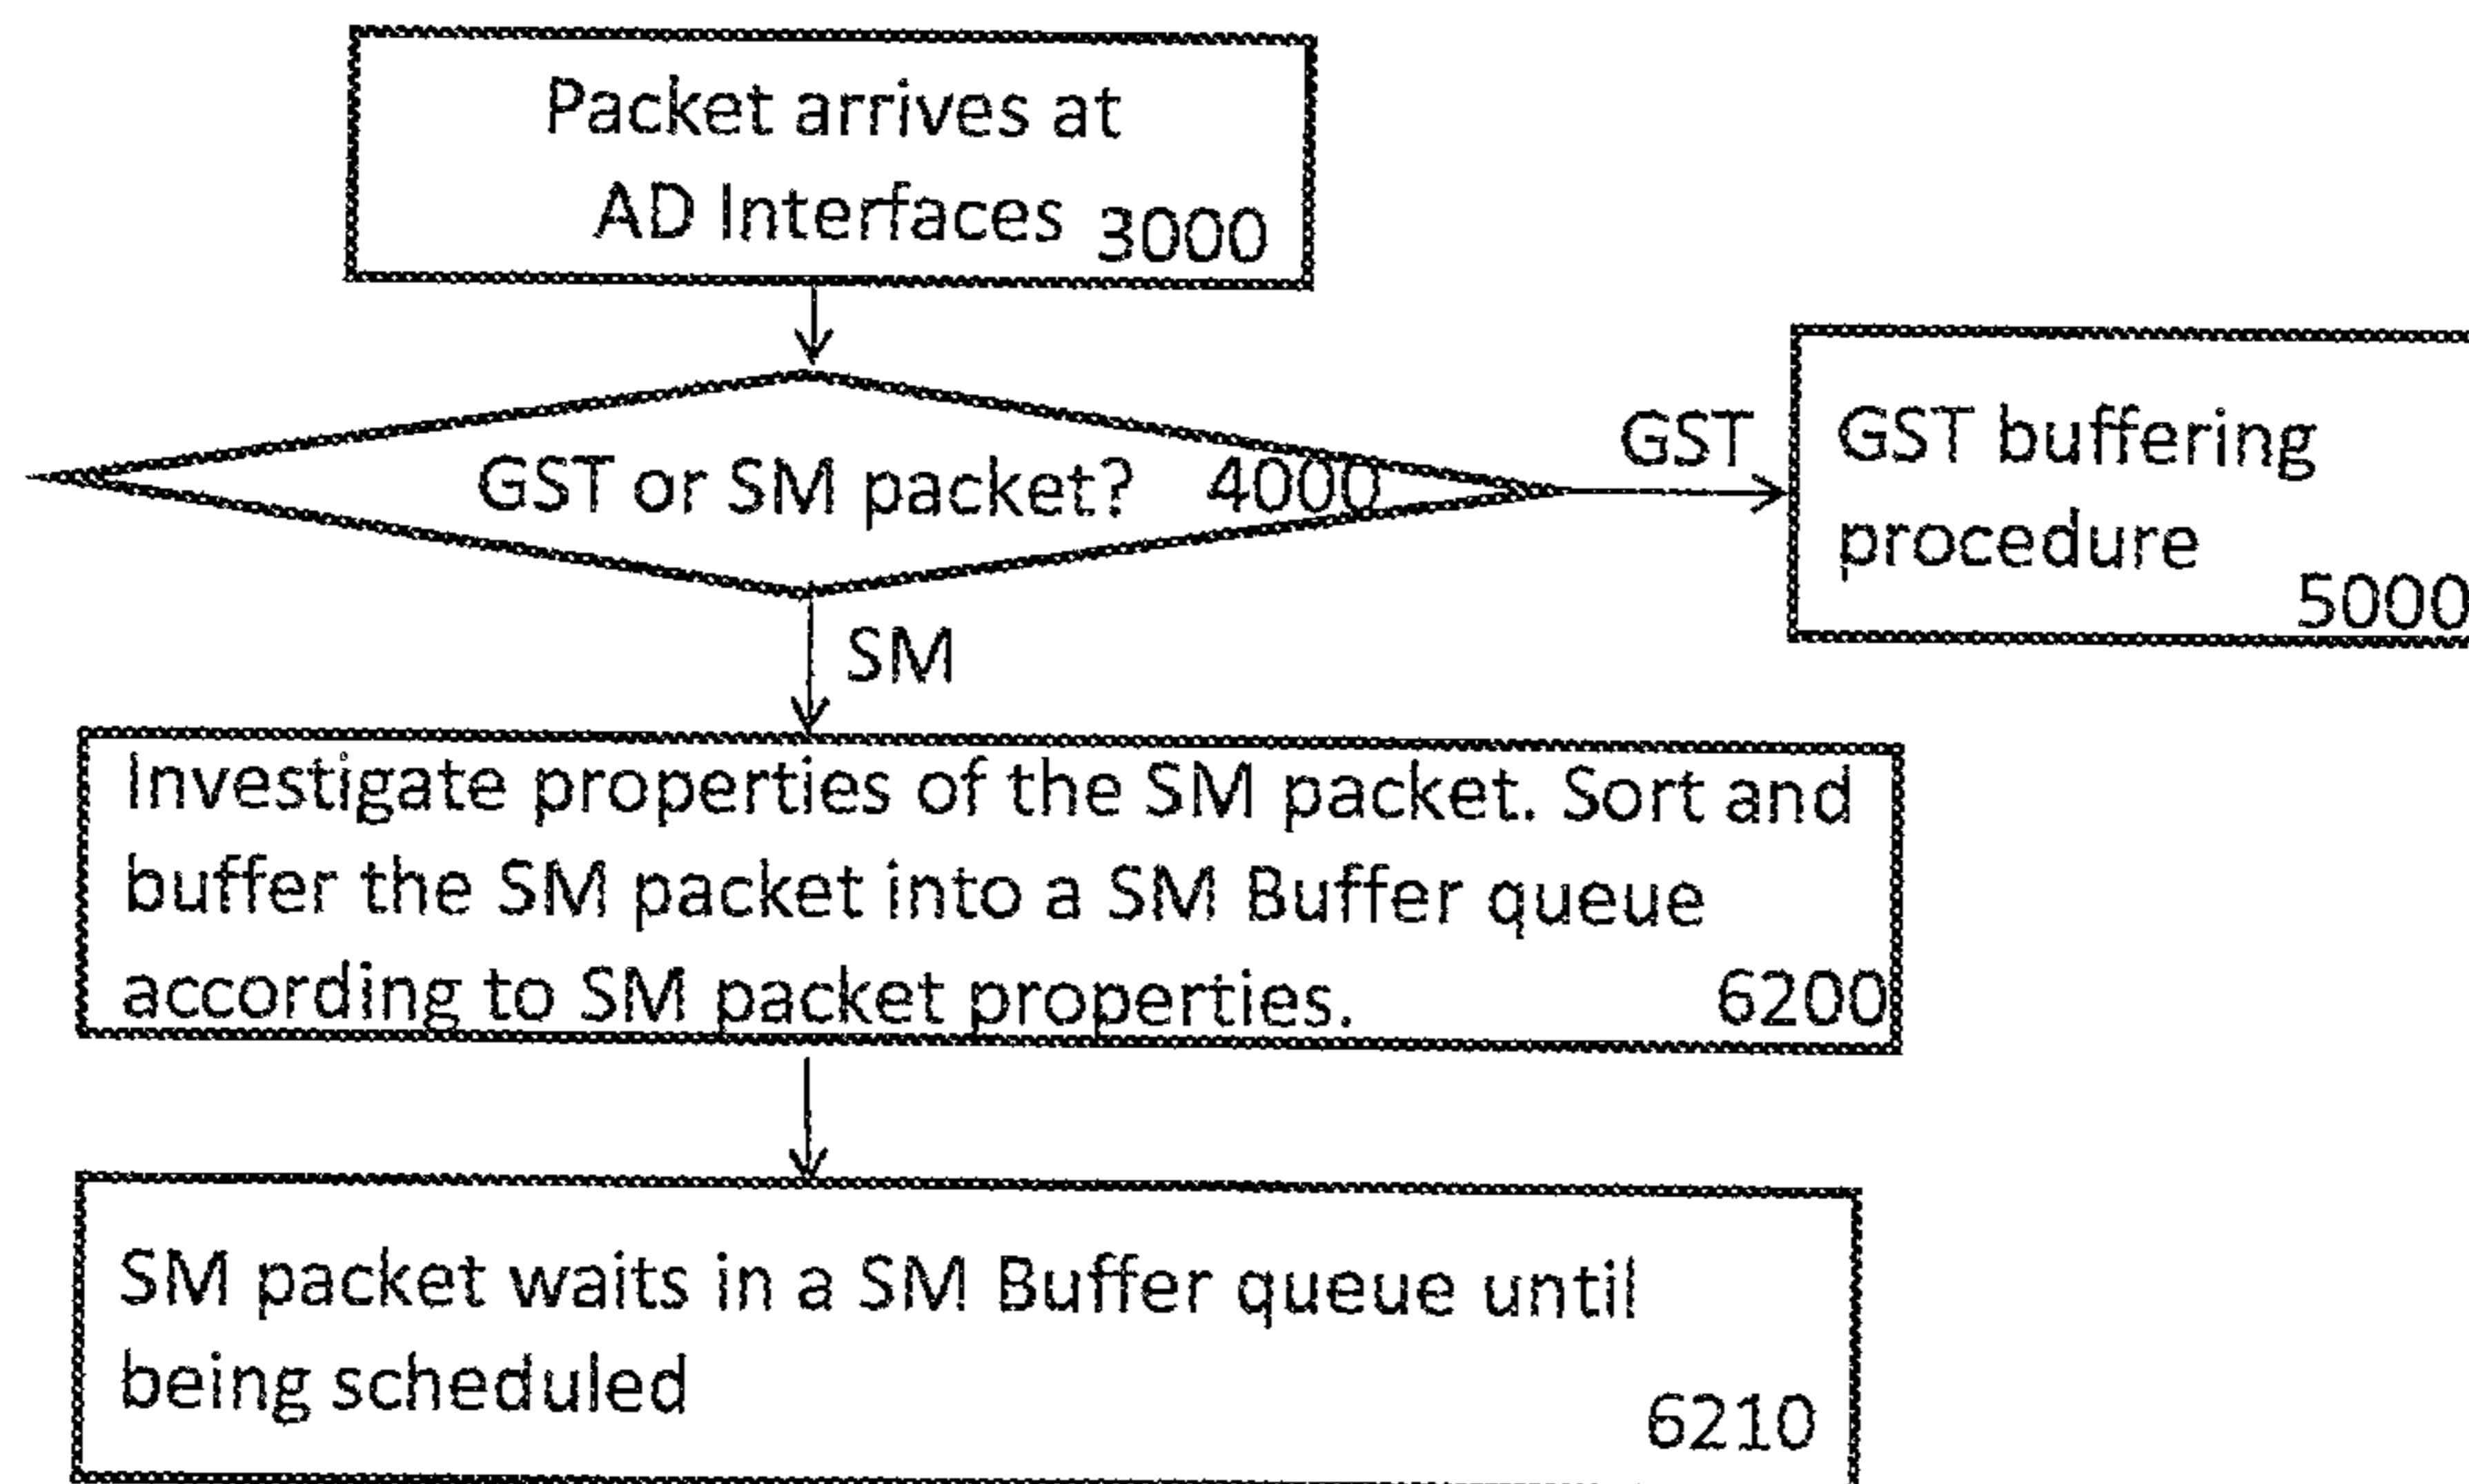 Packet arrives at
AD Interfaces 3000
GST or SM packet? 4000
GST
GST buffering
procedure
5000
SM
Investigate properties of the SM packet. Sort and
buffer the SM packet into a SM Buffer queue
according to SM packet properties. 6200
SM packet waits in a SM Buffer queue until
being scheduled
6210